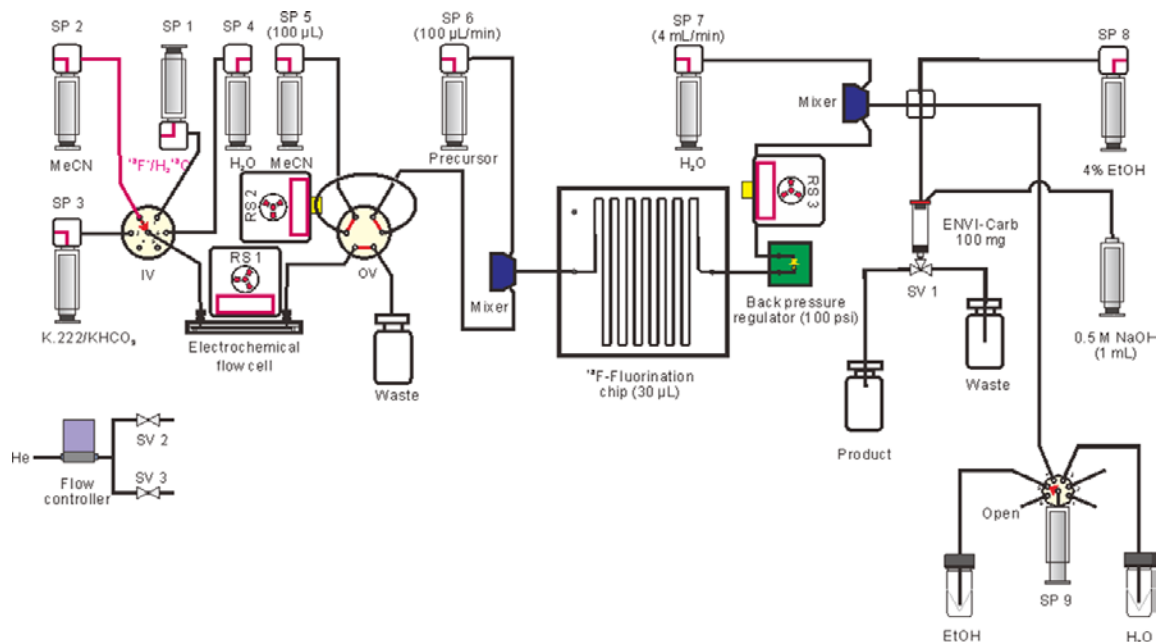 SP 2
SP 1
SP 4
SP 5
(100 µL)
SP 6
(100 µL/min)
SP 7
(4 mL/min)
SP 8
MeCN
¹⁸F⁻/H₂¹⁸O
H₂O
MeCN
Precursor
H₂O
Mixer
4% EtOH
SP 3
IV
RS 2
RS 1
OV
RS 3
ENVI-Carb
100 mg
SV 1
K.222/KHCO₃
Electrochemical
flow cell
Waste
Mixer
¹⁸F-Fluorination
chip (30 µL)
Back pressure
regulator (100 psi)
0.5 M NaOH
(1 mL)
Product
Waste
He
SV 2
SV 3
Flow
controller
Open
EtOH
SP 9
H₂O